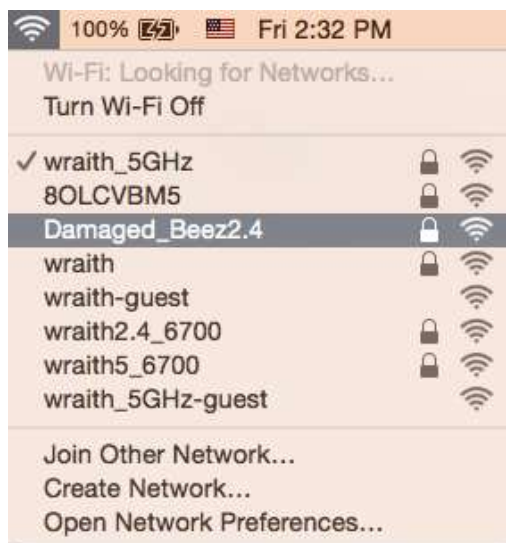 100% Fri 2:32 PM
Wi-Fi: Looking for Networks...
Turn Wi-Fi Off
wraith_5GHz
8OLCVBM5
Damaged_Beez2.4
wraith
wraith-guest
wraith2.4_6700
wraith5_6700
wraith_5GHz-guest
Join Other Network...
Create Network...
Open Network Preferences...